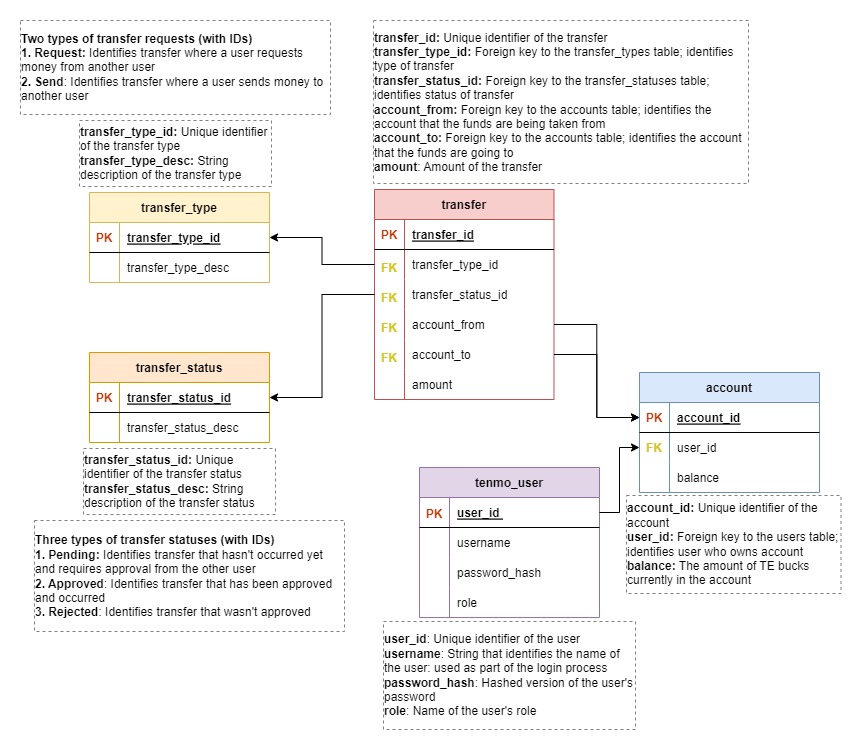 Two types of transfer requests (with IDs)
1. Request: Identifies transfer where a user requests
money from another user
2. Send: Identifies transfer where a user sends money to
another user
transfer_id: Unique identifier of the transfer
transfer_type_id: Foreign key to the transfer_types table; identifies
type of transfer
transfer_status_id: Foreign key to the transfer_statuses table;
identifies status of transfer
account_from: Foreign key to the accounts table; identifies the
account that the funds are being taken from
account_to: Foreign key to the accounts table; identifies the account
that the funds are going to
amount: Amount of the transfer
transfer_type_id: Unique identifier
of the transfer type
transfer_type_desc: String
description of the transfer type
transfer_type
PK transfer_type_id
transfer_type_desc
transfer
PK transfer_id
FK transfer_type_id
FK transfer_status_id
FK account_from
FK account_to
amount
transfer_status
PK transfer_status_id
transfer_status_desc
account
PK account_id
FK user_id
balance
transfer_status_id: Unique
identifier of the transfer status
transfer_status_desc: String
description of the transfer status
tenmo_user
PK user_id
username
password_hash
role
account_id: Unique identifier of the
account
user_id: Foreign key to the users table;
identifies user who owns account
balance: The amount of TE bucks
currently in the account
Three types of transfer statuses (with IDs)
1. Pending: Identifies transfer that hasn't occurred yet
and requires approval from the other user
2. Approved: Identifies transfer that has been approved
and occurred
3. Rejected: Identifies transfer that wasn't approved
user_id: Unique identifier of the user
username: String that identifies the name of
the user: used as part of the login process
password_hash: Hashed version of the user's
password
role: Name of the user's role